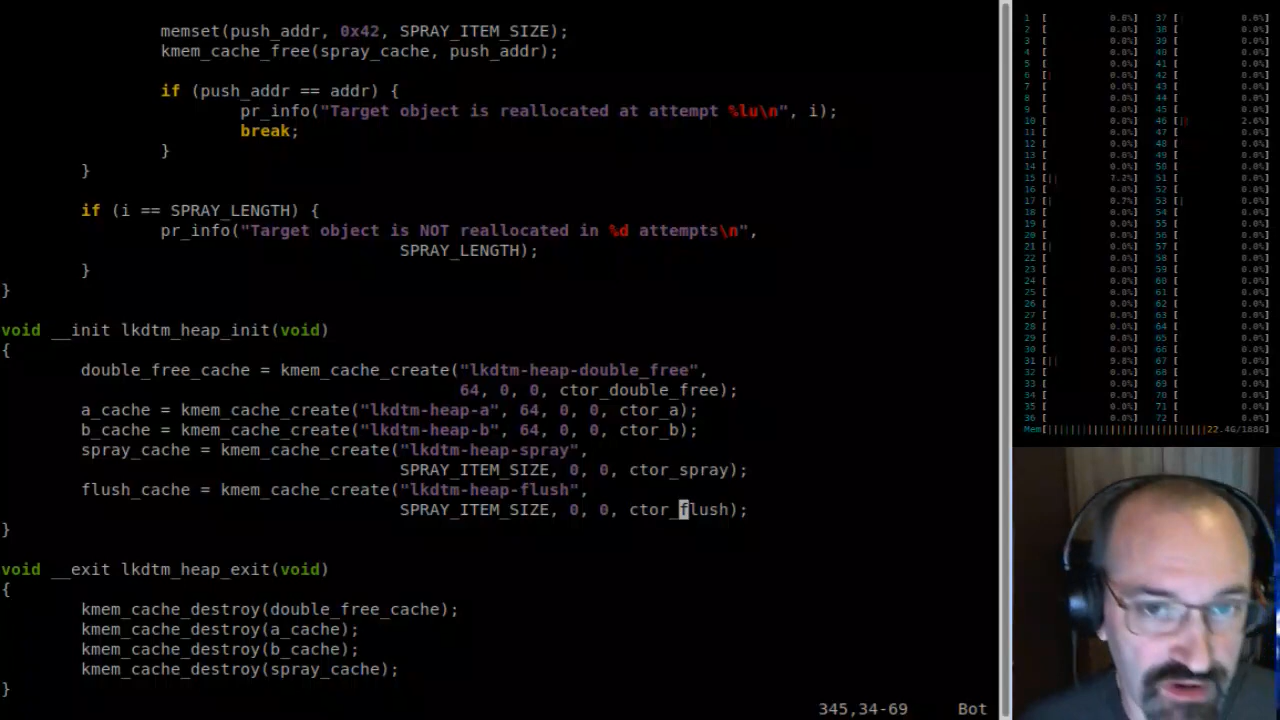 memset(push_addr, 0x42, SPRAY_ITEM_SIZE);
kmem_cache_free(spray_cache, push_addr);
if (push_addr == addr) {
pr_info("Target object is reallocated at attempt %lu\n", i);
break;
}
}
if (i == SPRAY_LENGTH) {
pr_info("Target object is NOT reallocated in %d attempts\n",
SPRAY_LENGTH);
}
}
void __init lkdtm_heap_init(void)
{
double_free_cache = kmem_cache_create("lkdtm-heap-double_free",
64, 0, 0, ctor_double_free);
a_cache = kmem_cache_create("lkdtm-heap-a", 64, 0, 0, ctor_a);
b_cache = kmem_cache_create("lkdtm-heap-b", 64, 0, 0, ctor_b);
spray_cache = kmem_cache_create("lkdtm-heap-spray",
SPRAY_ITEM_SIZE, 0, 0, ctor_spray);
flush_cache = kmem_cache_create("lkdtm-heap-flush",
SPRAY_ITEM_SIZE, 0, 0, ctor_flush);
}
void __exit lkdtm_heap_exit(void)
{
kmem_cache_destroy(double_free_cache);
kmem_cache_destroy(a_cache);
kmem_cache_destroy(b_cache);
kmem_cache_destroy(spray_cache);
}
345,34-69 Bot
Mem[22.4G/188G]